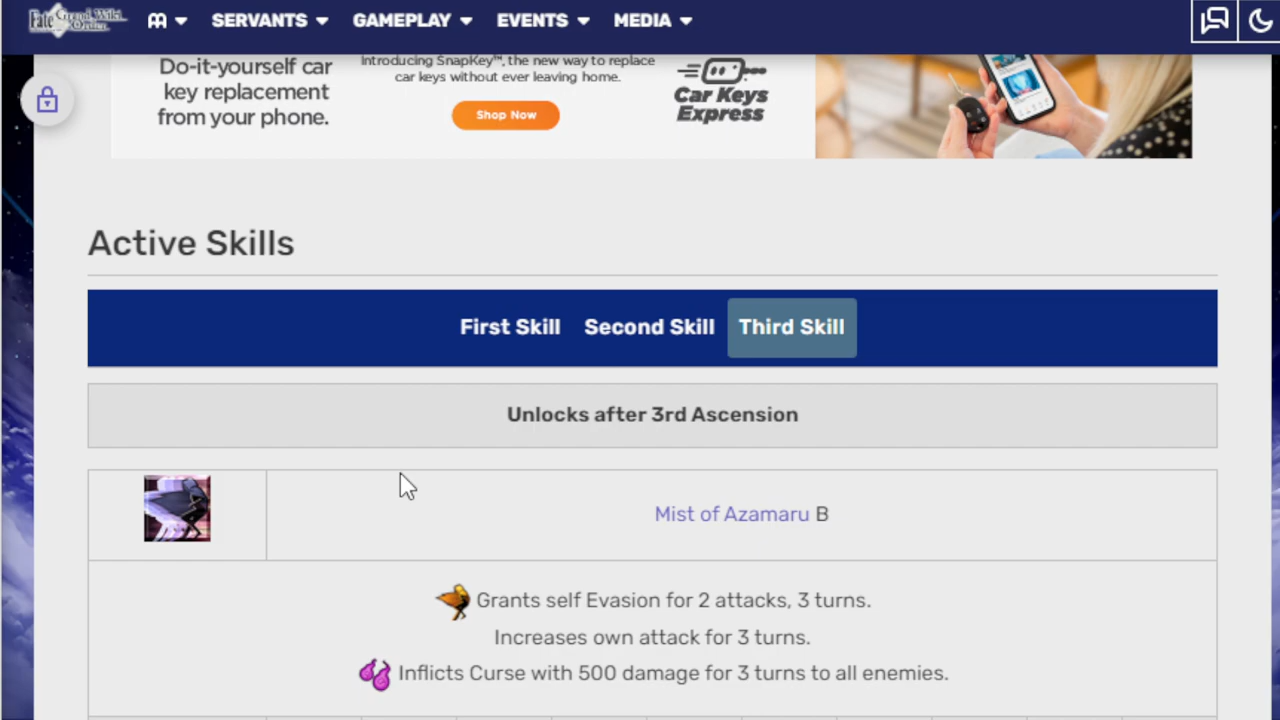 Fate Grand Wiki
Order
SERVANTS GAMEPLAY EVENTS MEDIA
Do-it-yourself car
key replacement
from your phone.
Introducing SnapKey™, the new way to replace
car keys without ever leaving home.
Shop Now
Car Keys
Express
Active Skills
First Skill Second Skill Third Skill
Unlocks after 3rd Ascension
Mist of Azamaru B
Grants self Evasion for 2 attacks, 3 turns.
Increases own attack for 3 turns.
Inflicts Curse with 500 damage for 3 turns to all enemies.